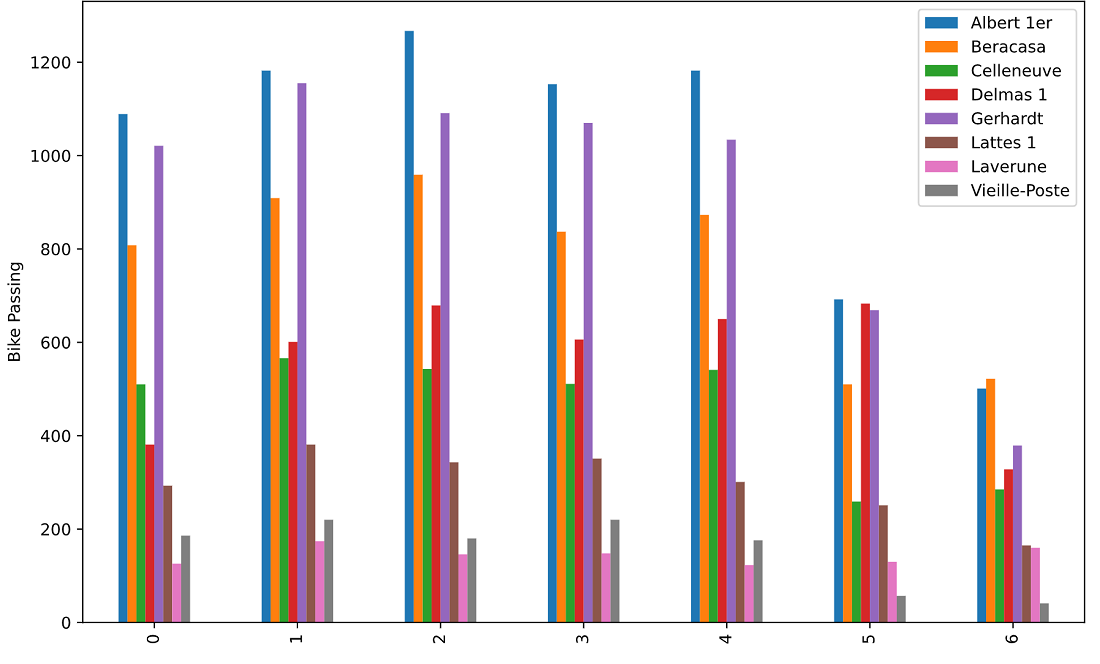 Albert 1er
Beracasa
Celleneuve
Delmas 1
Gerhardt
Lattes 1
Laverune
Vieille-Poste
1200
1000
800
600
400
200
0
Bike Passing
0 1 2 3 4 5 6